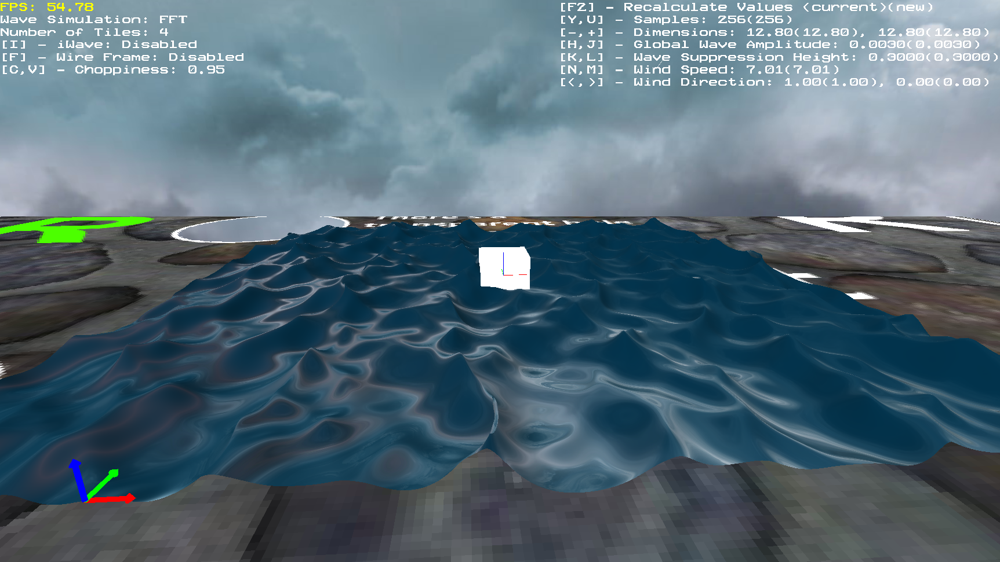 FPS: 54.78
Wave Simulation: FFT
Number of Tiles: 4
[I] - iWave: Disabled
[F] - Wire Frame: Disabled
[C,V] - Choppiness: 0.95
[F2] - Recalculate Values (current)(new)
[Y,U] - Samples: 256(256)
[-,+] - Dimensions: 12.80(12.80), 12.80(12.80)
[H,J] - Global Wave Amplitude: 0.0030(0.0030)
[K,L] - Wave Suppression Height: 0.3000(0.3000)
[N,M] - Wind Speed: 7.01(7.01)
[<,>] - Wind Direction: 1.00(1.00), 0.00(0.00)
There's a
transparent hole